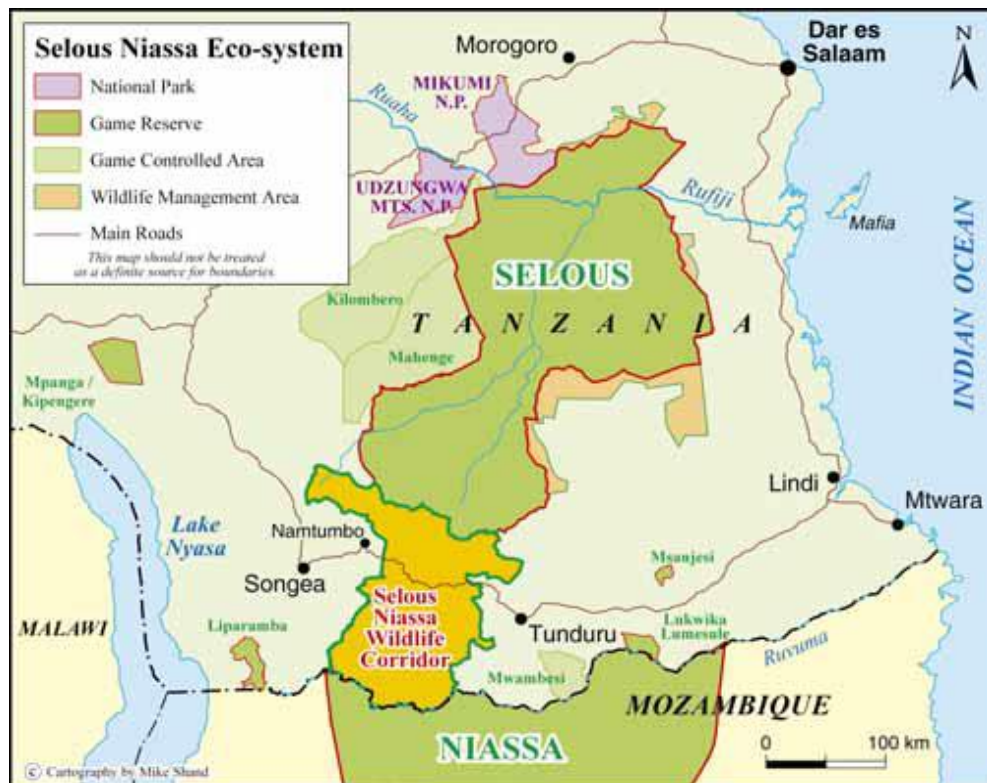 Selous Niassa Eco-system
National Park
Game Reserve
Game Controlled Area
Wildlife Management Area
Main Roads
This map should not be treated
as a definite source for boundaries.
Morogoro
Dar es
Salaam
N
MIKUMI
N.P.
Ruaha
UDZUNGWA
MTS. N.P.
Rufiji
Mafia
SELOUS
Kilombero
TANZANIA
Mahenge
INDIAN OCEAN
Mpanga /
Kipengere
Lindi
Mtwara
Lake
Nyasa
Namtumbo
Songea
Msanjesi
Selous
Niassa
Wildlife
Corridor
MALAWI
Liparamba
Tunduru
Lukwika
Lumesule
Ruvuma
Mwambesi
MOZAMBIQUE
NIASSA
0 100 km
© Cartography by Mike Shand